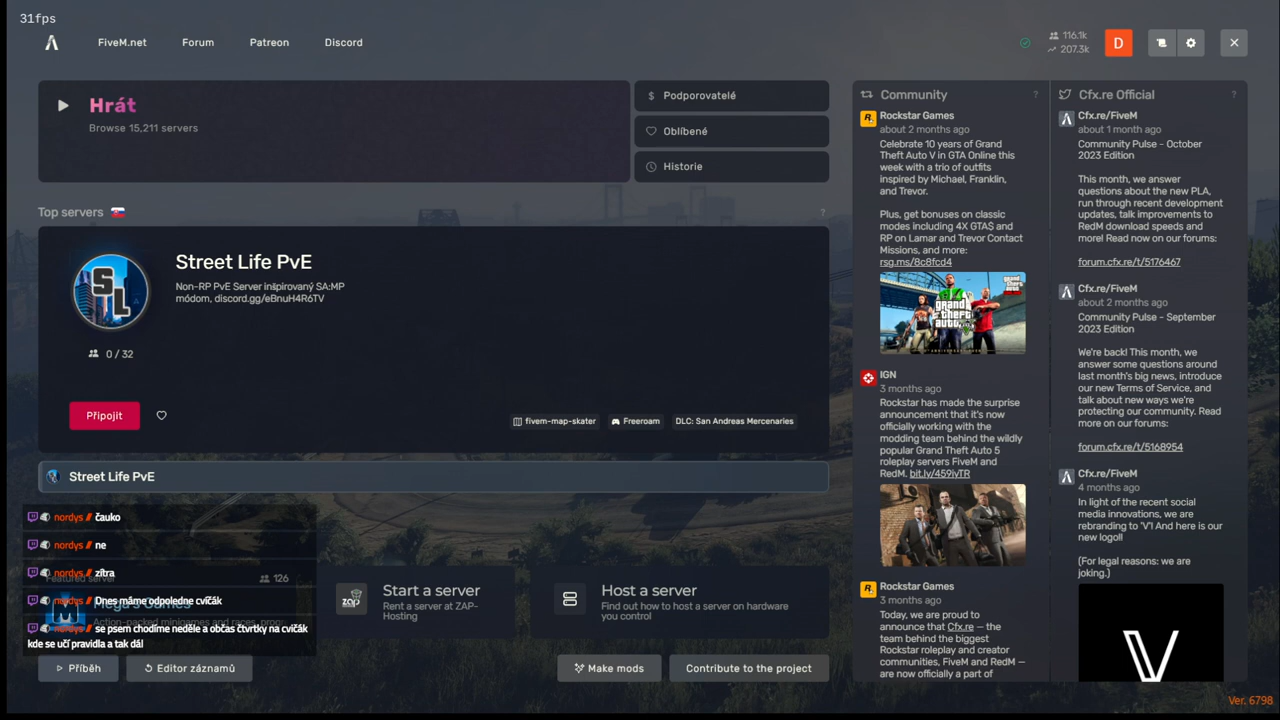 31fps
FiveM.net
Forum
Patreon
Discord
116.1k
207.3k
D
Hrát
Browse 15,211 servers
$ Podporovatelé
Oblíbené
Historie
Top servers
?
Street Life PvE
Non-RP PvE Server inšpirovaný SA:MP
módom, discord.gg/eBnuH4R6TV
SL
0 / 32
Připojit
fivem-map-skater
Freeroam
DLC: San Andreas Mercenaries
Street Life PvE
nordys // čauko
nordys // ne
nordys // zítra
Featured server
126
nordys // Dnes máme odpoledne cvičák
nordys // se psem chodíme neděle a občas čtvrtky na cvičák
kde se učí pravidla a tak dál
zap
Start a server
Rent a server at ZAP-
Hosting
Host a server
Find out how to host a server on hardware
you control
Příběh
Editor záznamů
Make mods
Contribute to the project
Community
?
Rockstar Games
about 2 months ago
Celebrate 10 years of Grand
Theft Auto V in GTA Online this
week with a trio of outfits
inspired by Michael, Franklin,
and Trevor.
Plus, get bonuses on classic
modes including 4X GTA$ and
RP on Lamar and Trevor Contact
Missions, and more:
rsg.ms/8c8fcd4
grand
theft
auto
IGN
3 months ago
Rockstar has made the surprise
announcement that it's now
officially working with the
modding team behind the wildly
popular Grand Theft Auto 5
roleplay servers FiveM and
RedM. bit.ly/459jyTR
Rockstar Games
3 months ago
Today, we are proud to
announce that Cfx.re — the
team behind the biggest
Rockstar roleplay and creator
communities, FiveM and RedM —
are now officially a part of
Cfx.re Official
?
Cfx.re/FiveM
about 1 month ago
Community Pulse - October
2023 Edition
This month, we answer
questions about the new PLA,
run through recent development
updates, talk improvements to
RedM download speeds and
more! Read now on our forums:
forum.cfx.re/t/5176467
Cfx.re/FiveM
about 2 months ago
Community Pulse - September
2023 Edition
We're back! This month, we
answer some questions around
last month's big news, introduce
our new Terms of Service, and
talk about new ways we're
protecting our community. Read
more on our forums:
forum.cfx.re/t/5168954
Cfx.re/FiveM
4 months ago
In light of the recent social
media innovations, we are
rebranding to 'V'! And here is our
new logo!!
(For legal reasons: we are
joking.)
V
Ver. 6798